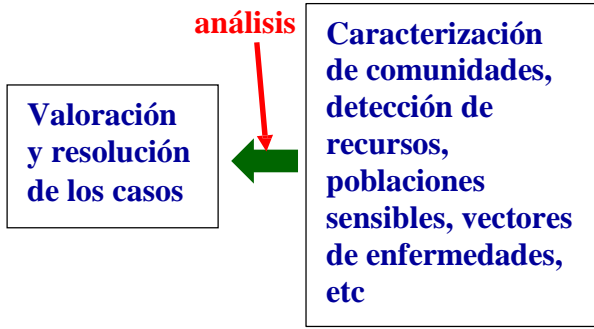 análisis
Valoración
y resolución
de los casos
Caracterización
de comunidades,
detección de
recursos,
poblaciones
sensibles, vectores
de enfermedades,
etc